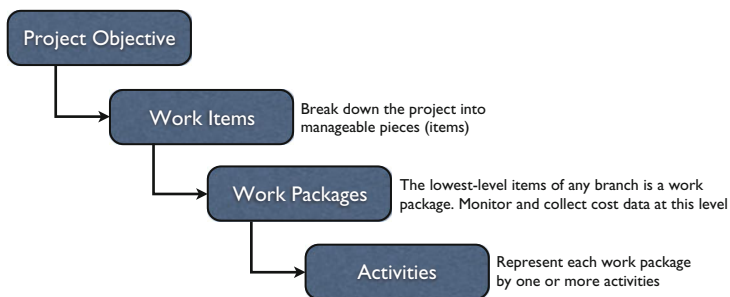 Project Objective
Work Items
Break down the project into
manageable pieces (items)
Work Packages
The lowest-level items of any branch is a work
package. Monitor and collect cost data at this level
Activities
Represent each work package
by one or more activities